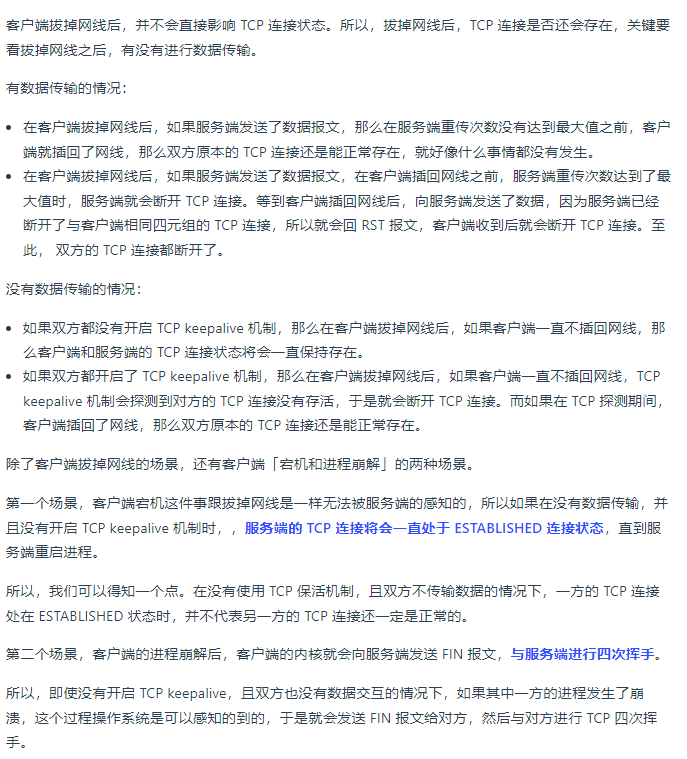 客户端拔掉网线后，并不会直接影响 TCP 连接状态。所以，拔掉网线后，TCP 连接是否还会存在，关键要
看拔掉网线之后，有没有进行数据传输。
有数据传输的情况：
• 在客户端拔掉网线后，如果服务端发送了数据报文，那么在服务端重传次数没有达到最大值之前，客户
端就插回了网线，那么双方原本的 TCP 连接还是能正常存在，就好像什么事情都没有发生。
• 在客户端拔掉网线后，如果服务端发送了数据报文，在客户端插回网线之前，服务端重传次数达到了最
大值时，服务端就会断开 TCP 连接。等到客户端插回网线后，向服务端发送了数据，因为服务端已经
断开了与客户端相同四元组的 TCP 连接，所以就会回 RST 报文，客户端收到后就会断开 TCP 连接。至
此， 双方的 TCP 连接都断开了。
没有数据传输的情况：
• 如果双方都没有开启 TCP keepalive 机制，那么在客户端拔掉网线后，如果客户端一直不插回网线，那
么客户端和服务端的 TCP 连接状态将会一直保持存在。
• 如果双方都开启了 TCP keepalive 机制，那么在客户端拔掉网线后，如果客户端一直不插回网线，TCP
keepalive 机制会探测到对方的 TCP 连接没有存活，于是就会断开 TCP 连接。而如果在 TCP 探测期间，
客户端插回了网线，那么双方原本的 TCP 连接还是能正常存在。
除了客户端拔掉网线的场景，还有客户端「宕机和进程崩解」的两种场景。
第一个场景，客户端宕机这件事跟拔掉网线是一样无法被服务端的感知的，所以如果在没有数据传输，并
且没有开启 TCP keepalive 机制时，，服务端的 TCP 连接将会一直处于 ESTABLISHED 连接状态，直到服
务端重启进程。
所以，我们可以得知一个点。在没有使用 TCP 保活机制，且双方不传输数据的情况下，一方的 TCP 连接
处在 ESTABLISHED 状态时，并不代表另一方的 TCP 连接还一定是正常的。
第二个场景，客户端的进程崩解后，客户端的内核就会向服务端发送 FIN 报文，与服务端进行四次挥手。
所以，即使没有开启 TCP keepalive，且双方也没有数据交互的情况下，如果其中一方的进程发生了崩
溃，这个过程操作系统是可以感知的到的，于是就会发送 FIN 报文给对方，然后与对方进行 TCP 四次挥
手。